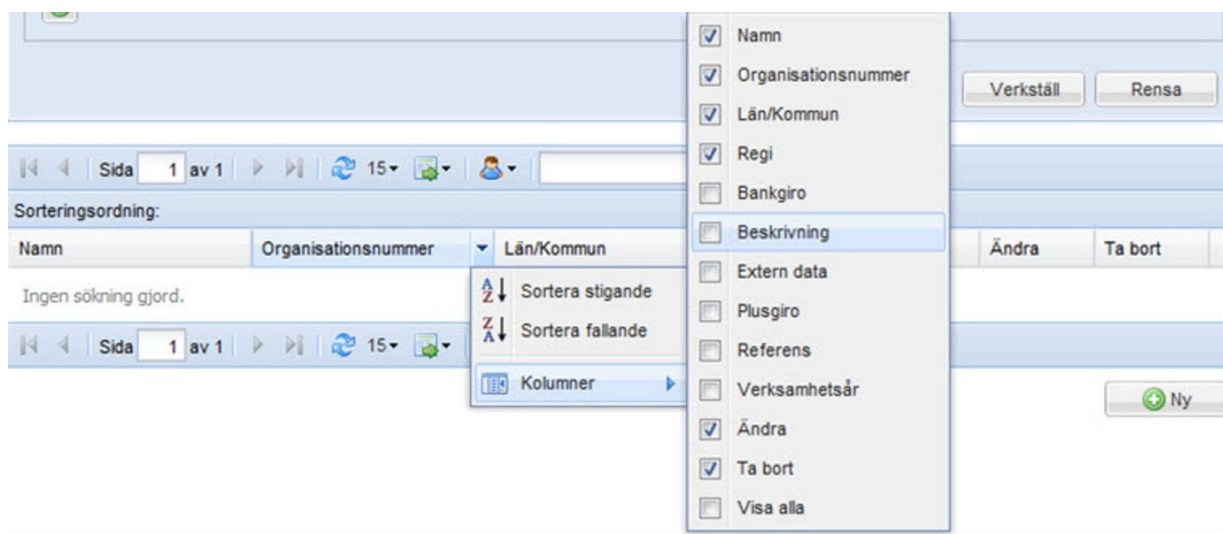 Namn
Organisationsnummer
Län/Kommun
Regi
Bankgiro
Beskrivning
Extern data
Plusgiro
Referens
Verksamhetsår
Ändra
Ta bort
Visa alla
Verkställ Rensa
Sida 1 av 1 15
Sorteringsordning:
Namn Organisationsnummer Län/Kommun Ändra Ta bort
Ingen sökning gjord.
Sortera stigande
Sortera fallande
Kolumner
Sida 1 av 1 15
Ny